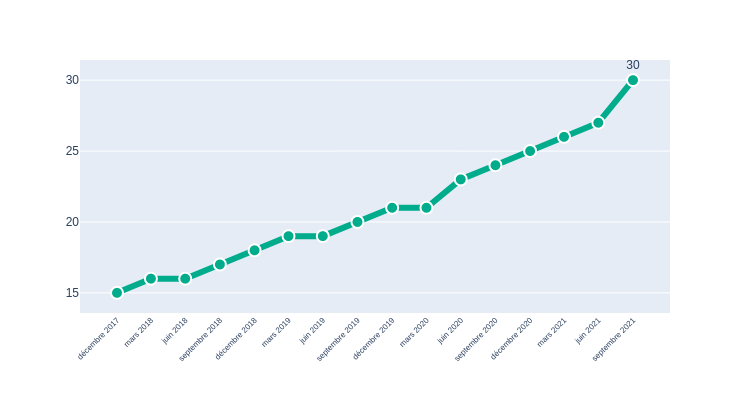 30
30
25
20
15
décembre 2017
mars 2018
juin 2018
septembre 2018
décembre 2018
mars 2019
juin 2019
septembre 2019
décembre 2019
mars 2020
juin 2020
septembre 2020
décembre 2020
mars 2021
juin 2021
septembre 2021